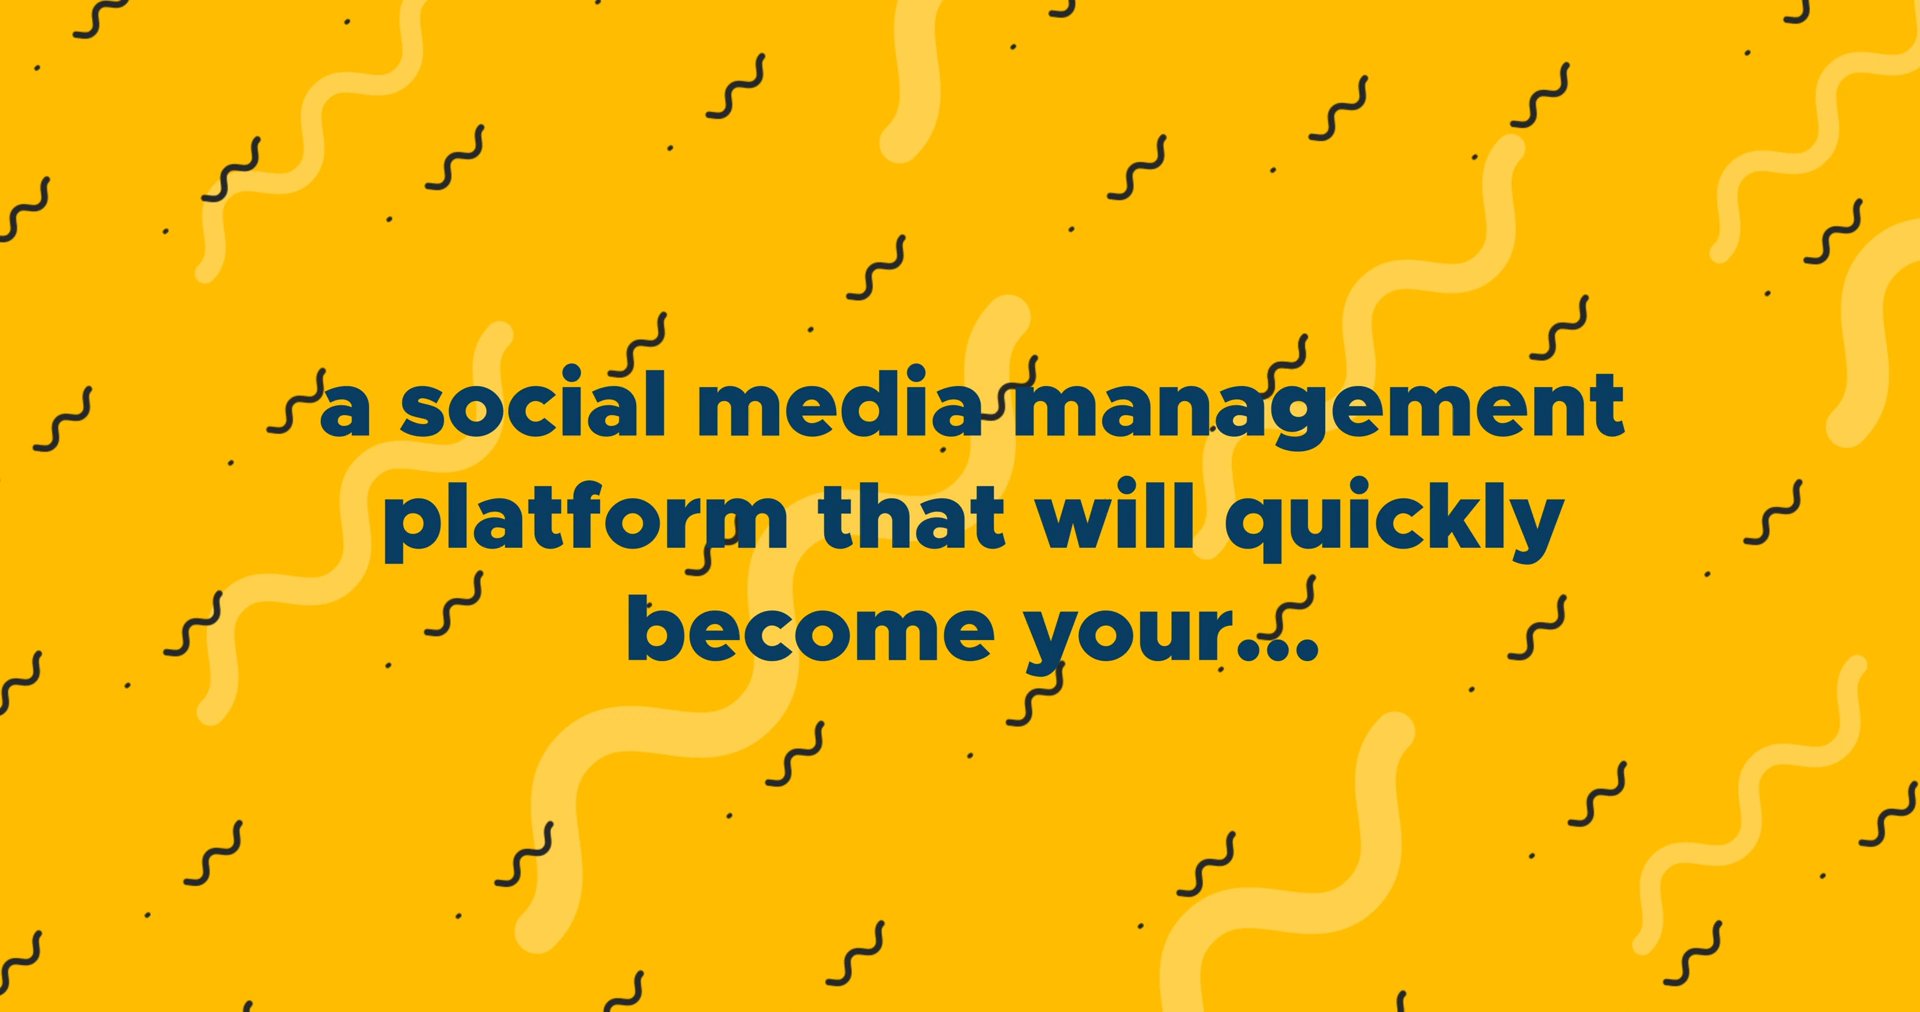 a social media management
platform that will quickly
become your...